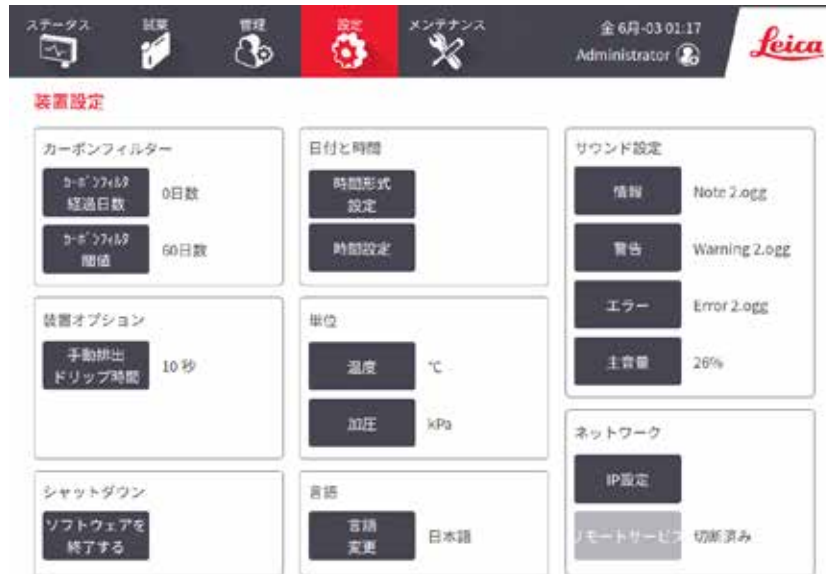 ステータス
試薬
管理
設定
メンテナンス
金 6月-03 01:17
Administrator
Leica
装置設定
カーボンフィルター
ｶｰﾎﾞﾝﾌｨﾙﾀ
経過日数
0日数
ｶｰﾎﾞﾝﾌｨﾙﾀ
閾値
60日数
日付と時間
時間形式
設定
時間設定
サウンド設定
情報
Note 2.ogg
警告
Warning 2.ogg
エラー
Error 2.ogg
主音量
26%
装置オプション
手動排出
ドリップ時間
10 秒
単位
温度
℃
加圧
kPa
ネットワーク
IP設定
リモートサービス
切断済み
シャットダウン
ソフトウェアを
終了する
言語
言語
変更
日本語